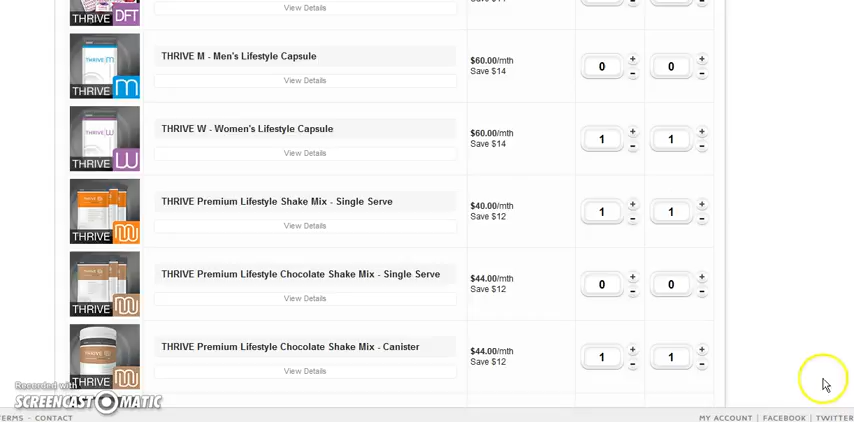 THRIVE DFT
View Details
THRIVE m
THRIVE m
THRIVE M - Men's Lifestyle Capsule
View Details
$60.00/mth
Save $14
0 + -
0 + -
THRIVE W
THRIVE W
THRIVE W - Women's Lifestyle Capsule
View Details
$60.00/mth
Save $14
1 + -
1 + -
THRIVE
THRIVE Premium Lifestyle Shake Mix - Single Serve
View Details
$40.00/mth
Save $12
1 + -
1 + -
THRIVE
THRIVE Premium Lifestyle Chocolate Shake Mix - Single Serve
View Details
$44.00/mth
Save $12
0 + -
0 + -
THRIVE
THRIVE Premium Lifestyle Chocolate Shake Mix - Canister
View Details
$44.00/mth
Save $12
1 + -
1 + -
Recorded with
SCREENCAST MATIC
TERMS - CONTACT
MY ACCOUNT | FACEBOOK | TWITTER